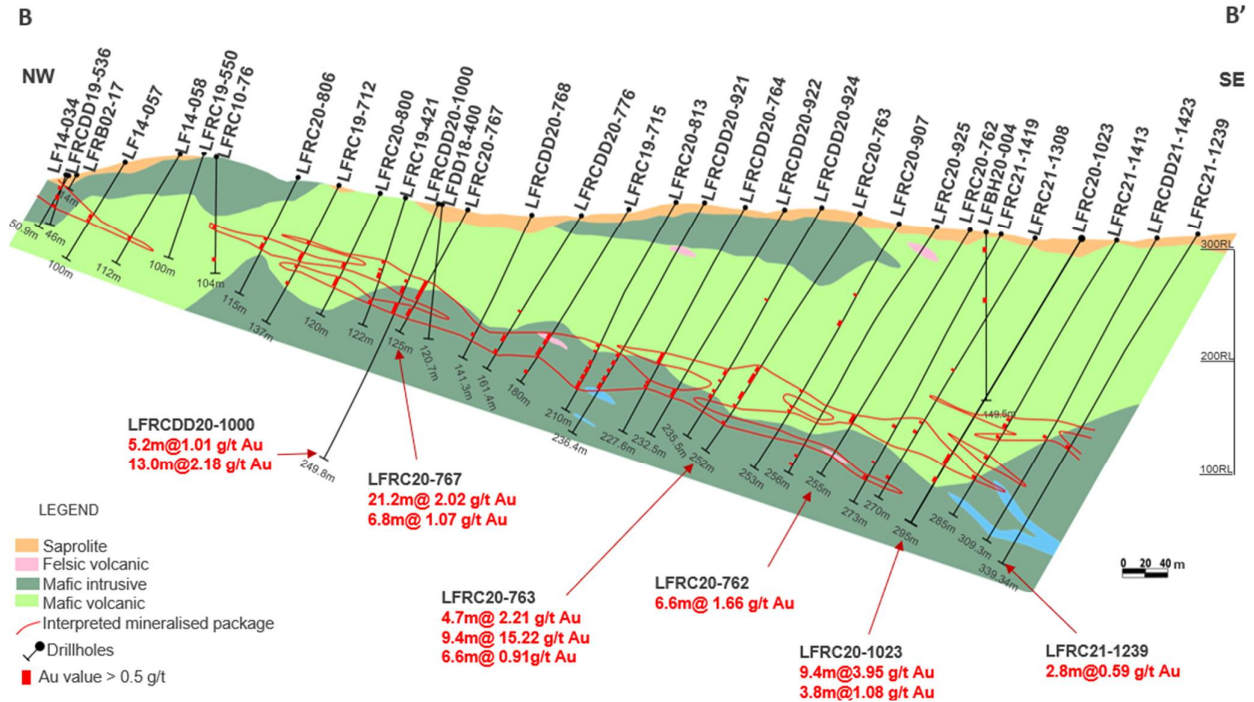 B
B’
NW
SE
LF14-034
LFRCDD19-536
LFRB02-17
LF14-057
LF14-058
LFRC19-550
LFRC10-76
LFRC20-806
LFRC19-712
LFRC20-800
LFRC19-421
LFRCDD20-1000
LFDD18-400
LFRC20-767
LFRCDD20-768
LFRCDD20-776
LFRC19-715
LFRC20-813
LFRCDD20-921
LFRCDD20-764
LFRCDD20-922
LFRCDD20-924
LFRC20-763
LFRC20-907
LFRC20-925
LFRC20-762
LFBH20-004
LFRC21-1419
LFRC21-1308
LFRC20-1023
LFRC21-1413
LFRCDD21-1423
LFRC21-1239
50.9m
46m
14m
100m
112m
100m
104m
115m
137m
120m
122m
125m
120.7m
249.8m
141.3m
161.4m
180m
210m
236.4m
227.6m
232.5m
235.5m
252m
253m
256m
255m
273m
270m
295m
285m
309.3m
339.34m
149.5m
300RL
200RL
100RL
LFRCDD20-1000
5.2m@1.01 g/t Au
13.0m@2.18 g/t Au
LFRC20-767
21.2m@ 2.02 g/t Au
6.8m@ 1.07 g/t Au
LFRC20-763
4.7m@ 2.21 g/t Au
9.4m@ 15.22 g/t Au
6.6m@ 0.91g/t Au
LFRC20-762
6.6m@ 1.66 g/t Au
LFRC20-1023
9.4m@3.95 g/t Au
3.8m@1.08 g/t Au
LFRC21-1239
2.8m@0.59 g/t Au
LEGEND
Saprolite
Felsic volcanic
Mafic intrusive
Mafic volcanic
Interpreted mineralised package
Drillholes
Au value > 0.5 g/t
0 20 40 m